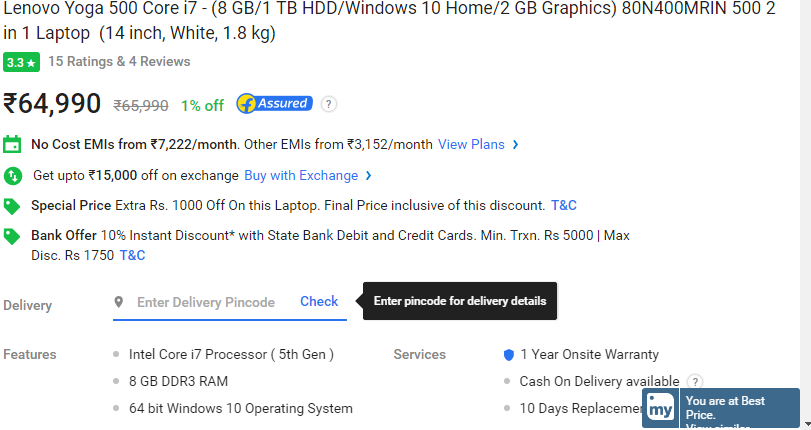 Lenovo Yoga 500 Core i7 - (8 GB/1 TB HDD/Windows 10 Home/2 GB Graphics) 80N400MRIN 500 2
in 1 Laptop (14 inch, White, 1.8 kg)
3.3 ★ 15 Ratings & 4 Reviews
₹64,990 ₹65,990 1% off f Assured ?
No Cost EMIs from ₹7,222/month. Other EMIs from ₹3,152/month View Plans ›
Get upto ₹15,000 off on exchange Buy with Exchange ›
Special Price Extra Rs. 1000 Off On this Laptop. Final Price inclusive of this discount. T&C
Bank Offer 10% Instant Discount* with State Bank Debit and Credit Cards. Min. Trxn. Rs 5000 | Max
Disc. Rs 1750 T&C
Delivery Enter Delivery Pincode Check Enter pincode for delivery details
Features • Intel Core i7 Processor ( 5th Gen ) Services 1 Year Onsite Warranty
• 8 GB DDR3 RAM • Cash On Delivery available ?
• 64 bit Windows 10 Operating System • 10 Days
my You are at Best
Price.
View similar